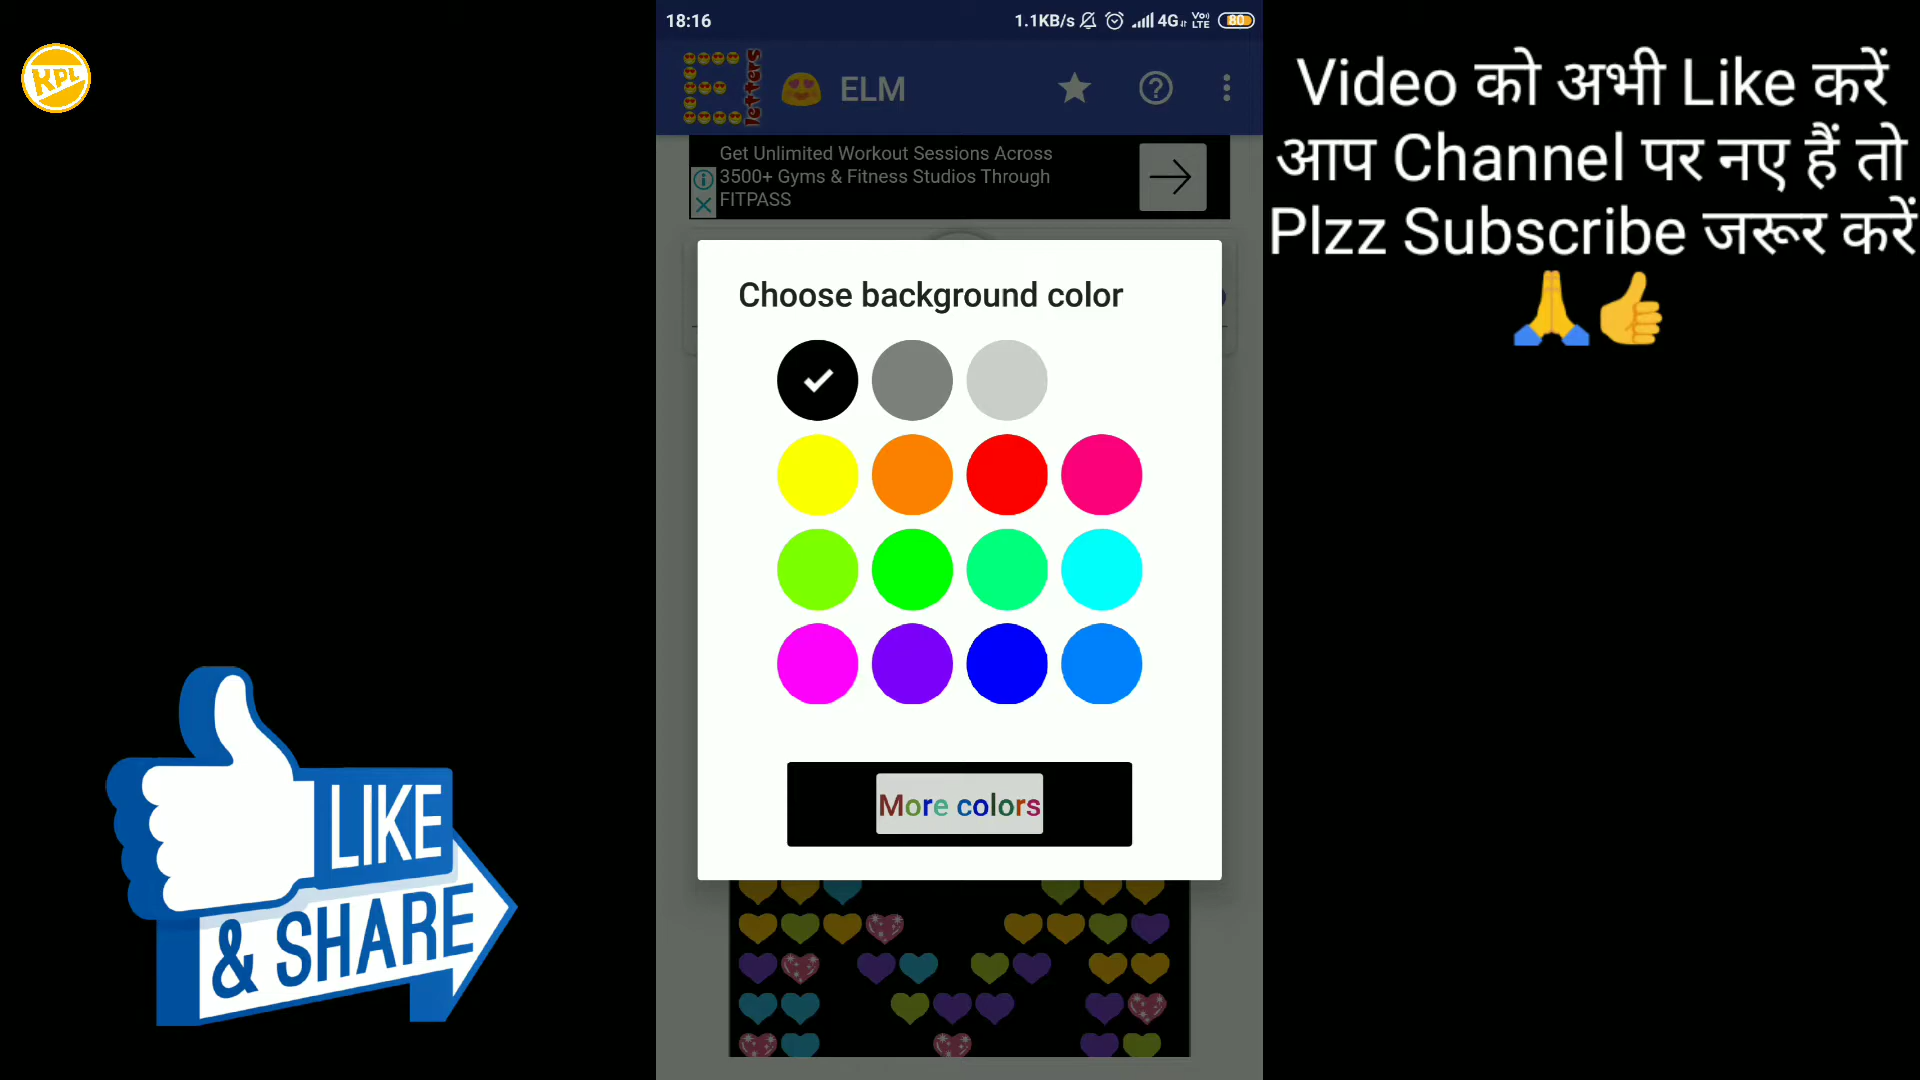 KPL
18:16
1.1KB/s 4G Vo) LTE 80
E letters
ELM
Get Unlimited Workout Sessions Across
3500+ Gyms & Fitness Studios Through
FITPASS
Choose background color
More colors
Video को अभी Like करें
आप Channel पर नए हैं तो
Plzz Subscribe जरूर करें
🙏👍
LIKE
& SHARE